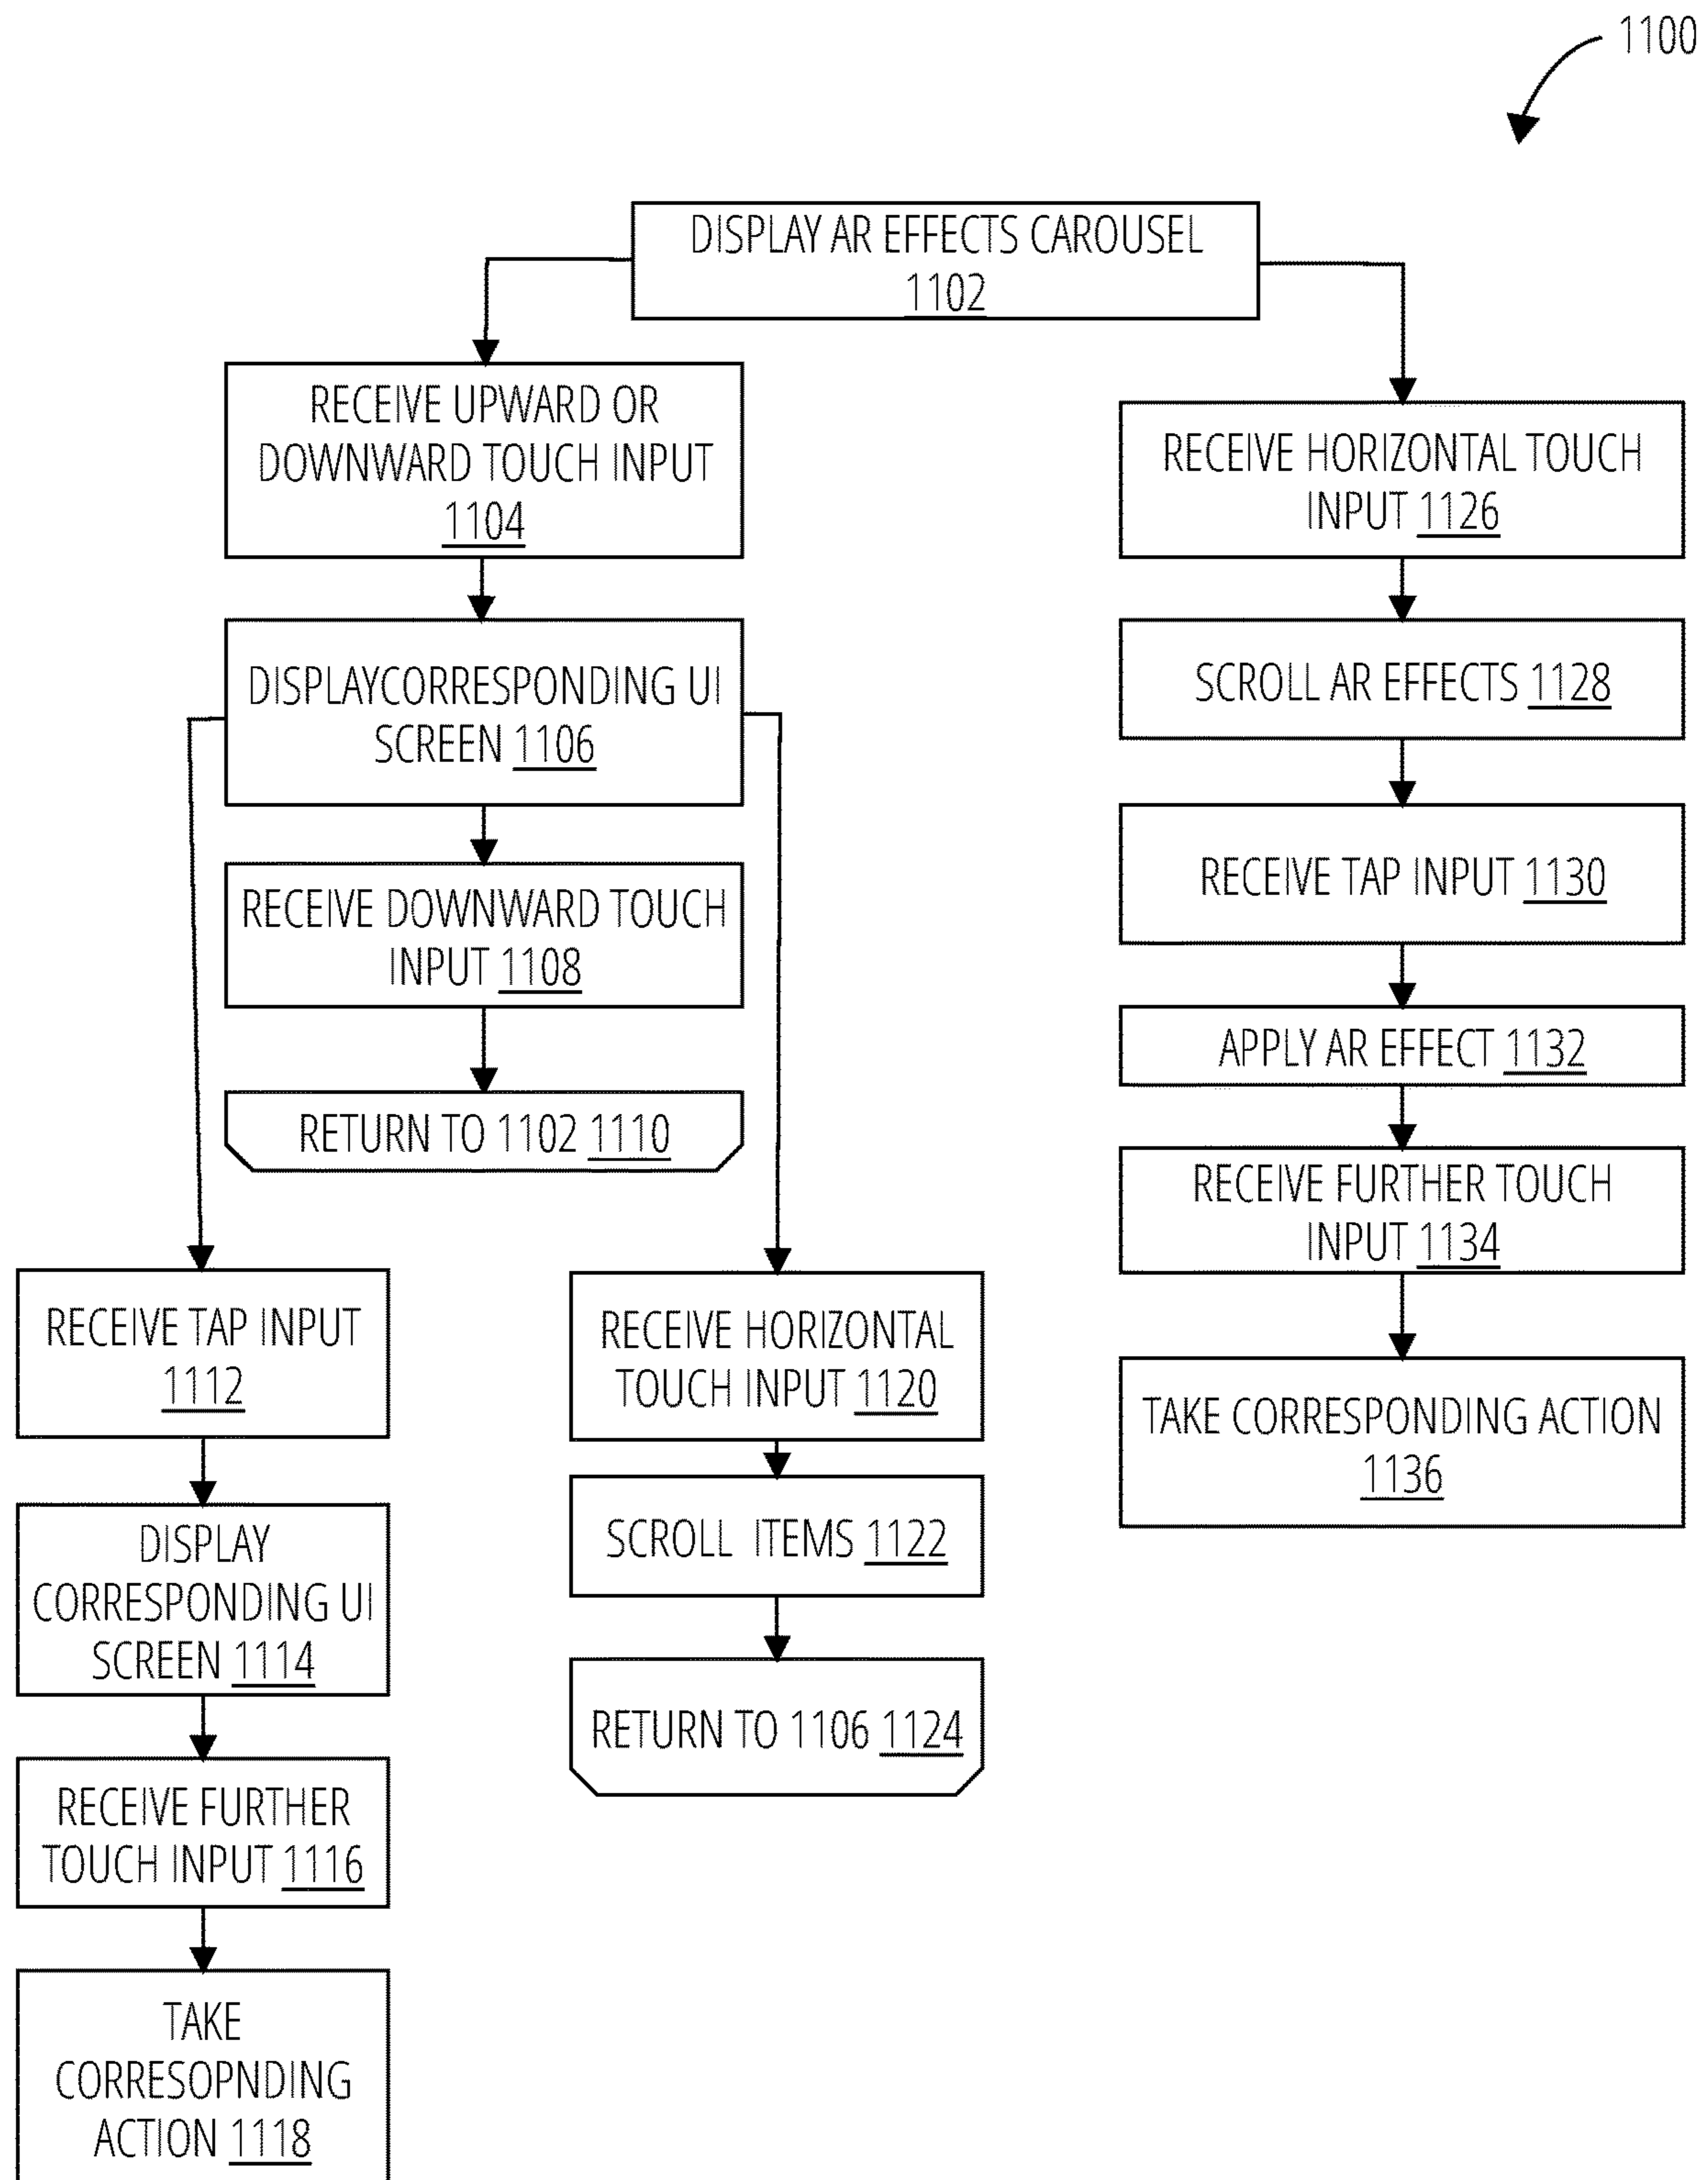 1100
DISPLAY AR EFFECTS CAROUSEL
1102
RECEIVE UPWARD OR
DOWNWARD TOUCH INPUT
1104
DISPLAYCORRESPONDING UI
SCREEN 1106
RECEIVE DOWNWARD TOUCH
INPUT 1108
RETURN TO 1102 1110
RECEIVE TAP INPUT
1112
DISPLAY
CORRESPONDING UI
SCREEN 1114
RECEIVE FURTHER
TOUCH INPUT 1116
TAKE
CORRESOPNDING
ACTION 1118
RECEIVE HORIZONTAL
TOUCH INPUT 1120
SCROLL ITEMS 1122
RETURN TO 1106 1124
RECEIVE HORIZONTAL TOUCH
INPUT 1126
SCROLL AR EFFECTS 1128
RECEIVE TAP INPUT 1130
APPLY AR EFFECT 1132
RECEIVE FURTHER TOUCH
INPUT 1134
TAKE CORRESPONDING ACTION
1136